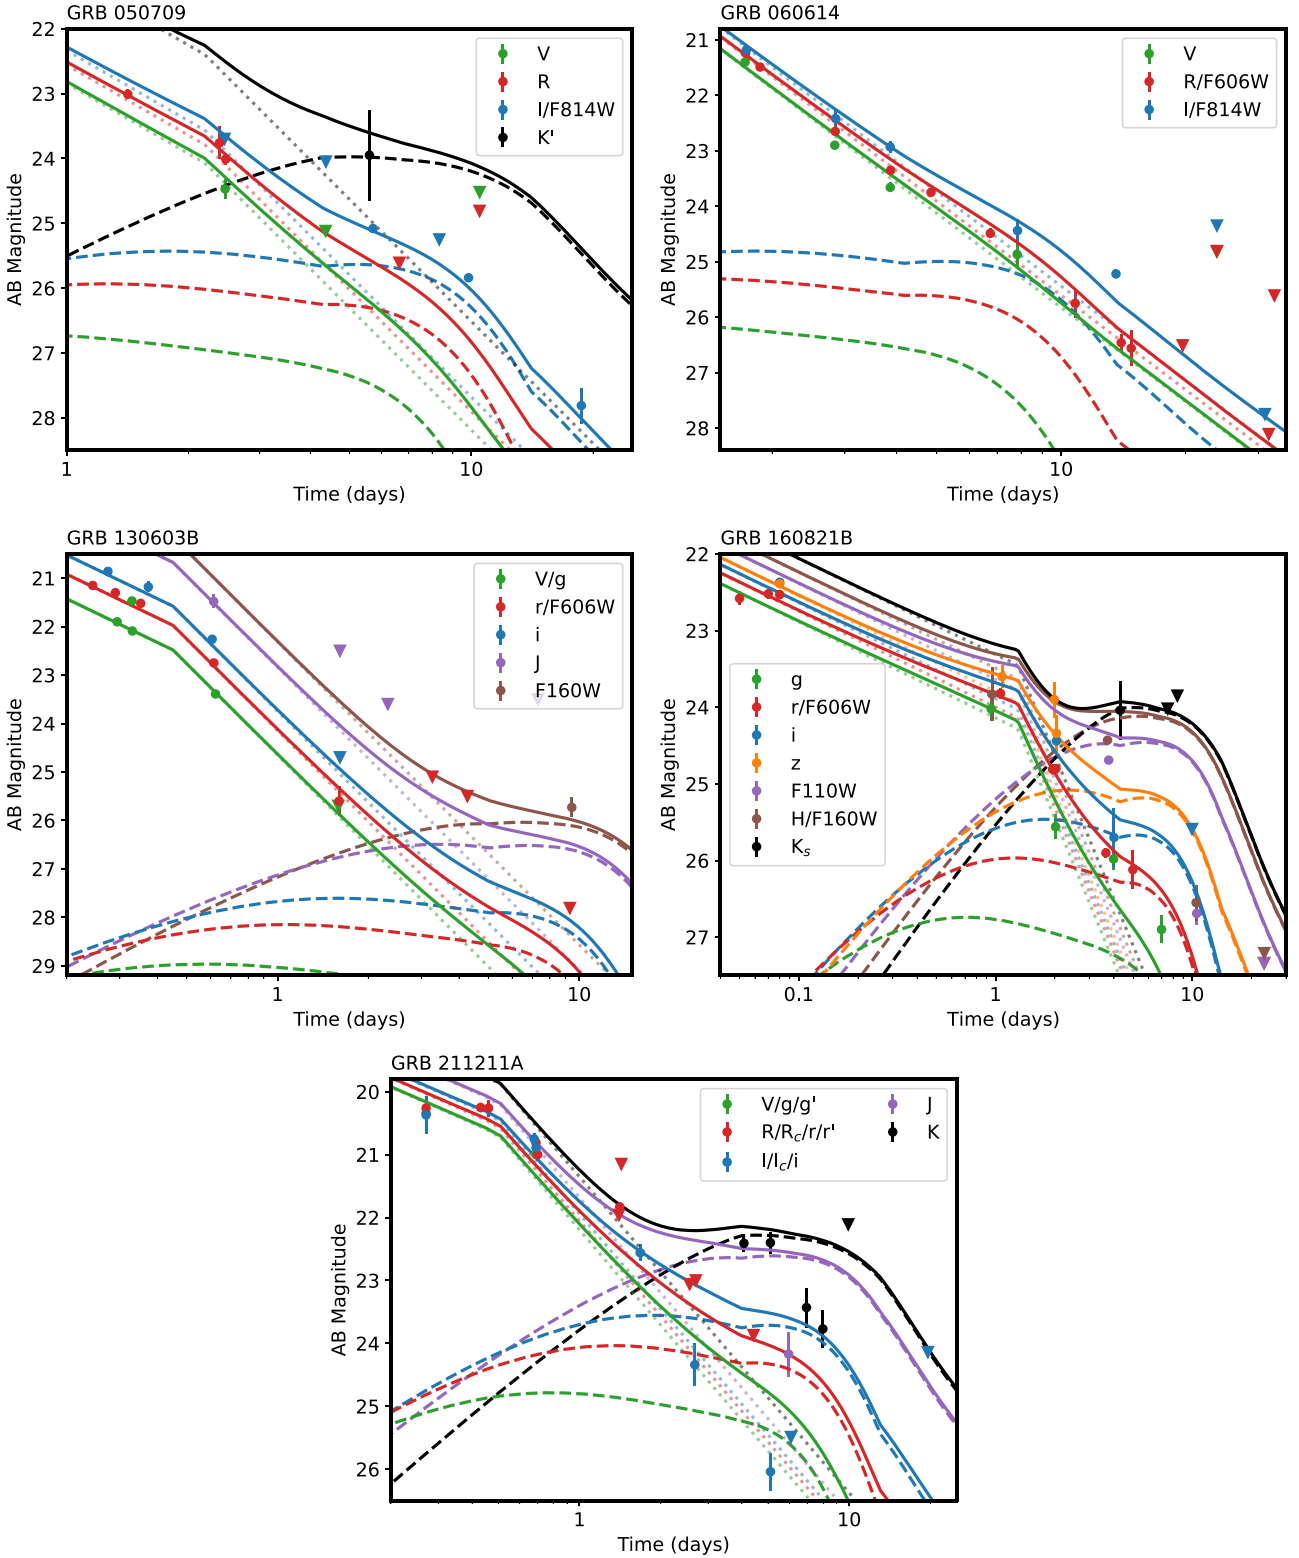 GRB 050709
22
23
24
25
26
27
28
AB Magnitude
V
R
I/F814W
K'
1
10
Time (days)
GRB 060614
21
22
23
24
25
26
27
28
AB Magnitude
V
R/F606W
I/F814W
10
Time (days)
GRB 130603B
21
22
23
24
25
26
27
28
29
AB Magnitude
V/g
r/F606W
i
J
F160W
1
10
Time (days)
GRB 160821B
22
23
24
25
26
27
AB Magnitude
g
r/F606W
i
z
F110W
H/F160W
Ks
0.1
1
10
Time (days)
GRB 211211A
20
21
22
23
24
25
26
AB Magnitude
V/g/g'
R/Rc/r/r'
I/Ic/i
J
K
1
10
Time (days)